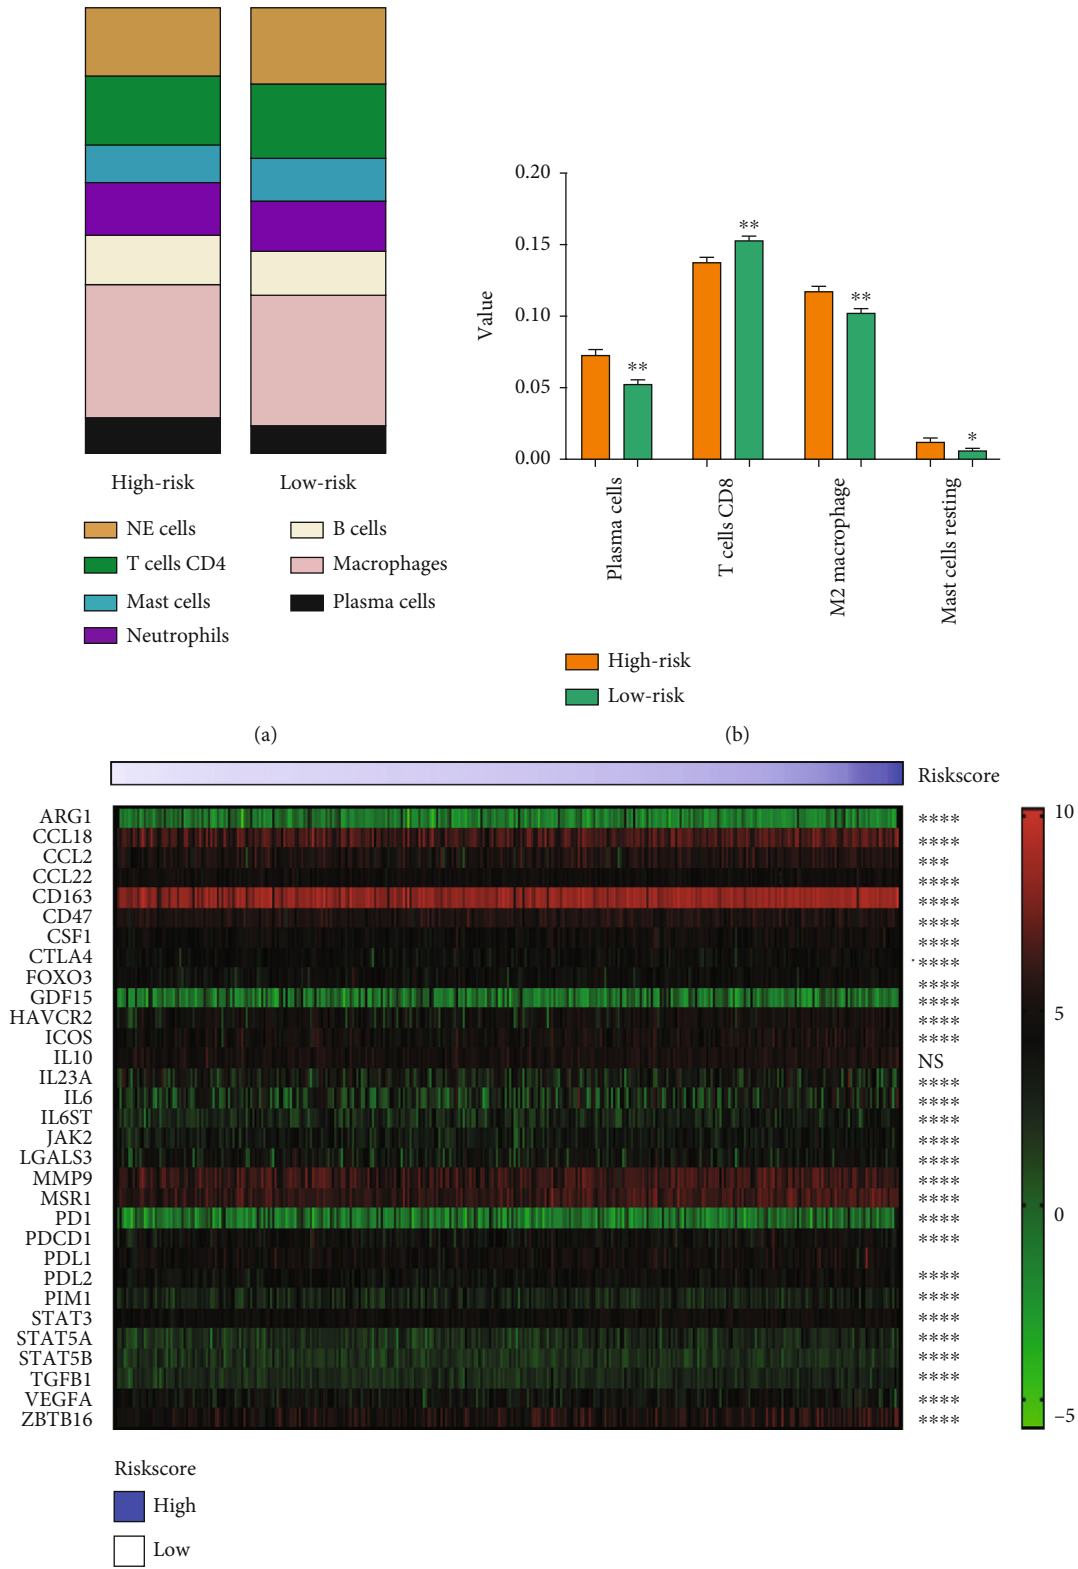 High-risk
Low-risk
NE cells
B cells
T cells CD4
Macrophages
Mast cells
Plasma cells
Neutrophils
(a)
0.20
0.15
0.10
0.05
0.00
Value
**
**
**
*
Plasma cells
T cells CD8
M2 macrophage
Mast cells resting
High-risk
Low-risk
(b)
Riskscore
ARG1 ****
CCL18 ****
CCL2 ***
CCL22 ****
CD163 ****
CD47 ****
CSF1 ****
CTLA4 ****
FOXO3 ****
GDF15 ****
HAVCR2 ****
ICOS ****
IL10 NS
IL23A ****
IL6 ****
IL6ST ****
JAK2 ****
LGALS3 ****
MMP9 ****
MSR1 ****
PD1 ****
PDCD1 ****
PDL1
PDL2 ****
PIM1 ****
STAT3 ****
STAT5A ****
STAT5B ****
TGFB1 ****
VEGFA ****
ZBTB16 ****
10
5
0
−5
Riskscore
High
Low